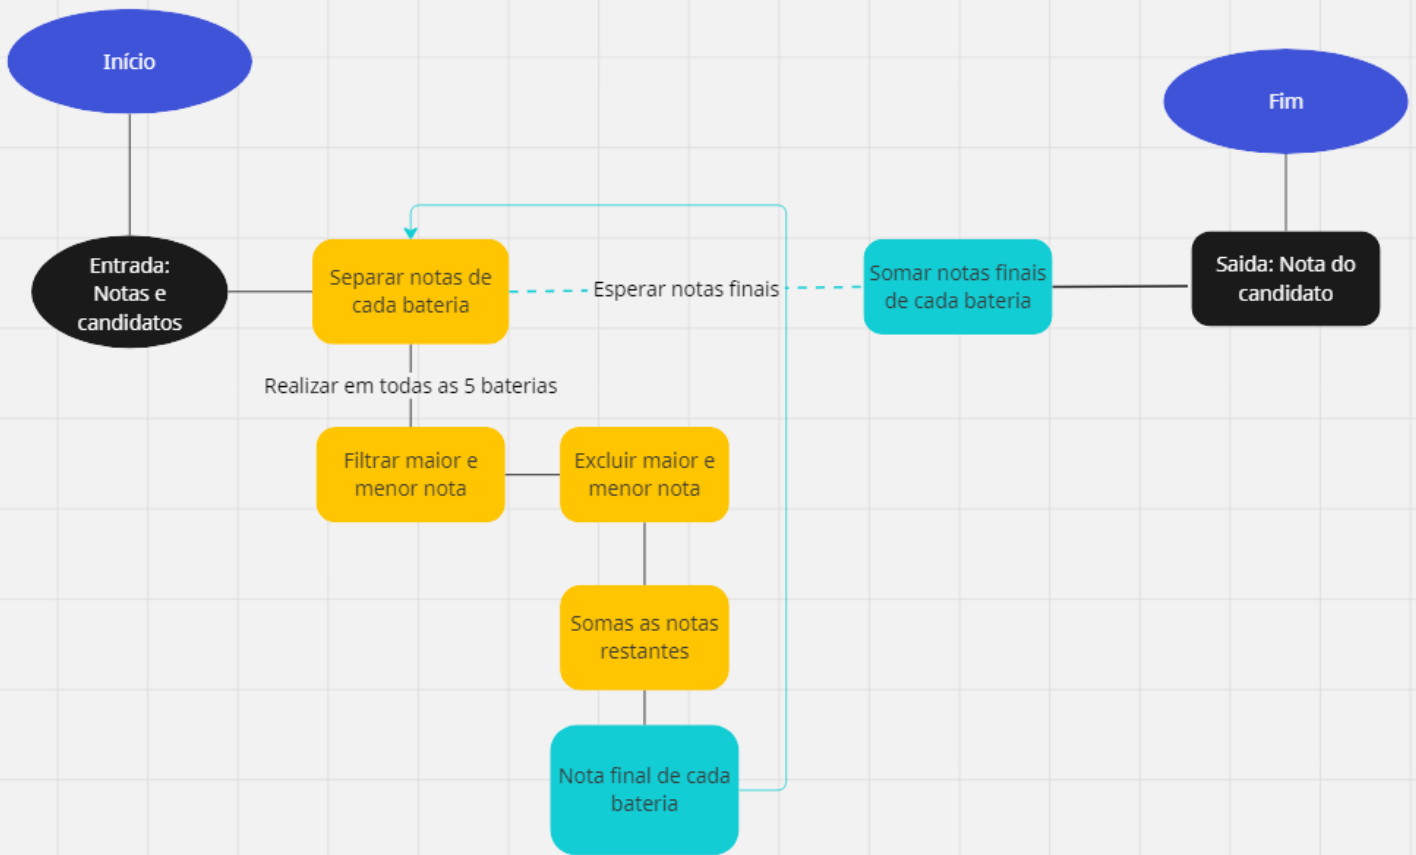 Início
Fim
Entrada:
Notas e
candidatos
Separar notas de
cada bateria
Esperar notas finais
Somar notas finais
de cada bateria
Saida: Nota do
candidato
Realizar em todas as 5 baterias
Filtrar maior e
menor nota
Excluir maior e
menor nota
Somas as notas
restantes
Nota final de cada
bateria